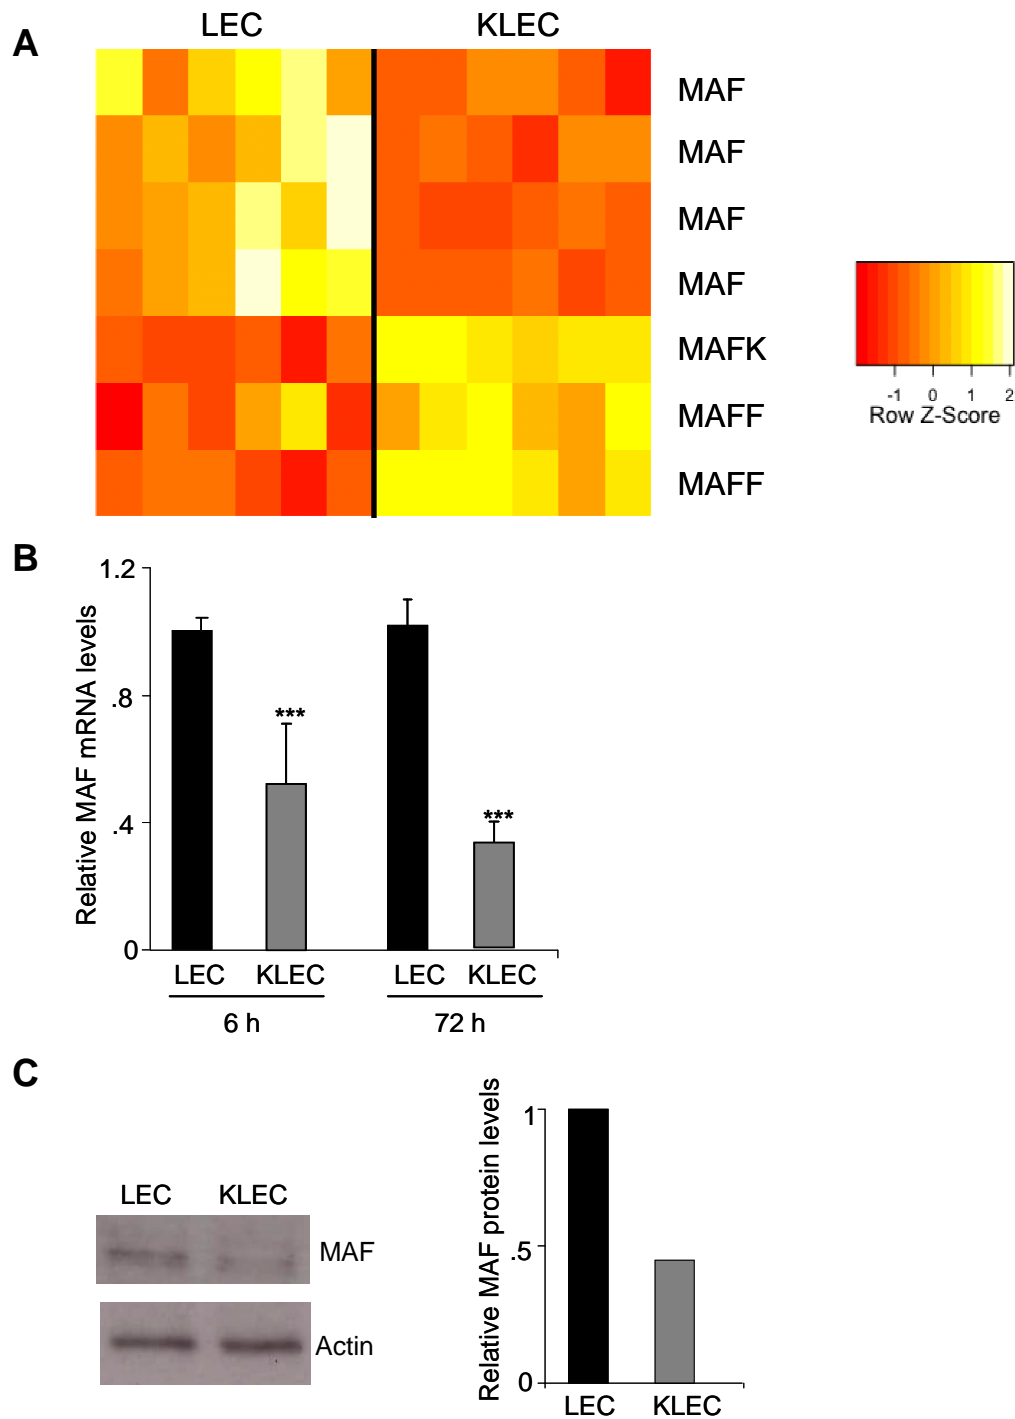 A
LEC KLEC
MAF
MAF
MAF
MAF
MAFK
MAFF
MAFF
-1 0 1 2
Row Z-Score
B
Relative MAF mRNA levels
1.2
.8
.4
0
***
***
LEC KLEC LEC KLEC
6 h 72 h
C
LEC KLEC
MAF
Actin
Relative MAF protein levels
1
.5
0
LEC KLEC